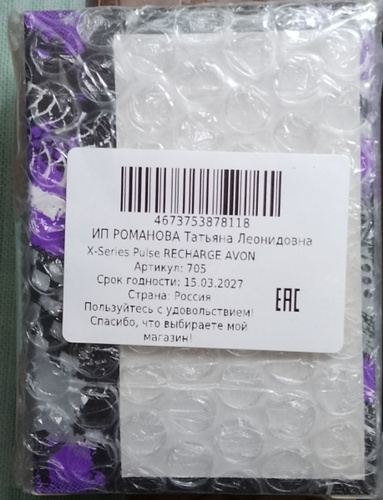 4673753878118
ИП РОМАНОВА Татьяна Леонидовна
X-Series Pulse RECHARGE AVON
Артикул: 705
Срок годности: 15.03.2027
Страна: Россия
Пользуйтесь с удовольствием!
Спасибо, что выбираете мой
магазин!
EAC